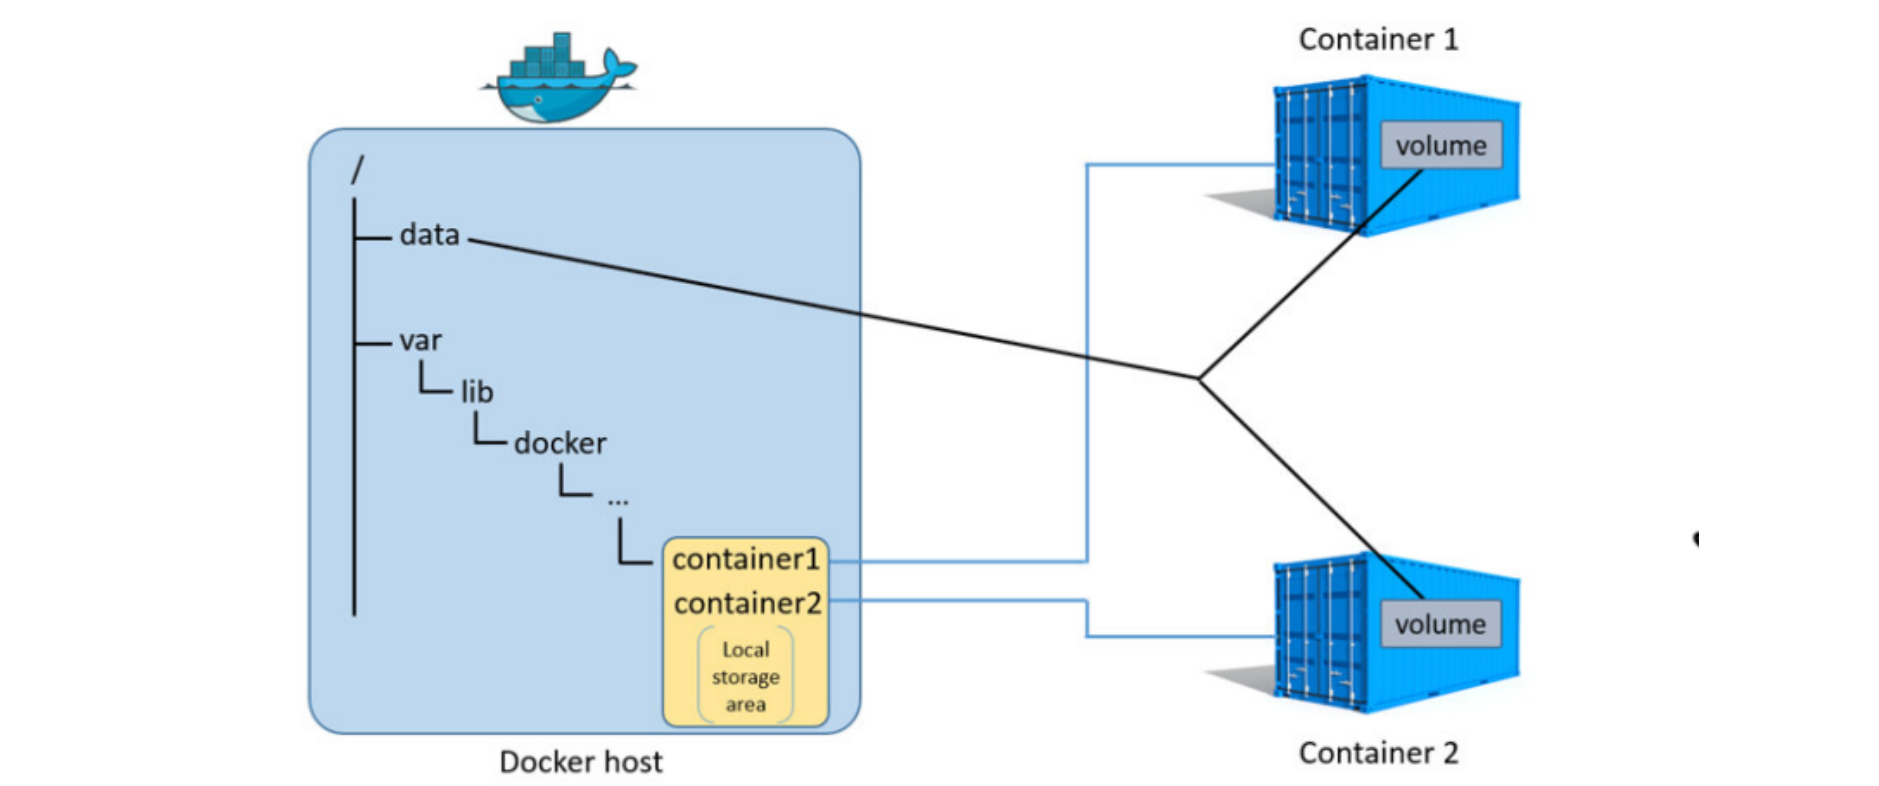 Container 1
volume
/
data
var
lib
docker
...
container1
container2
Local
storage
area
volume
Docker host
Container 2